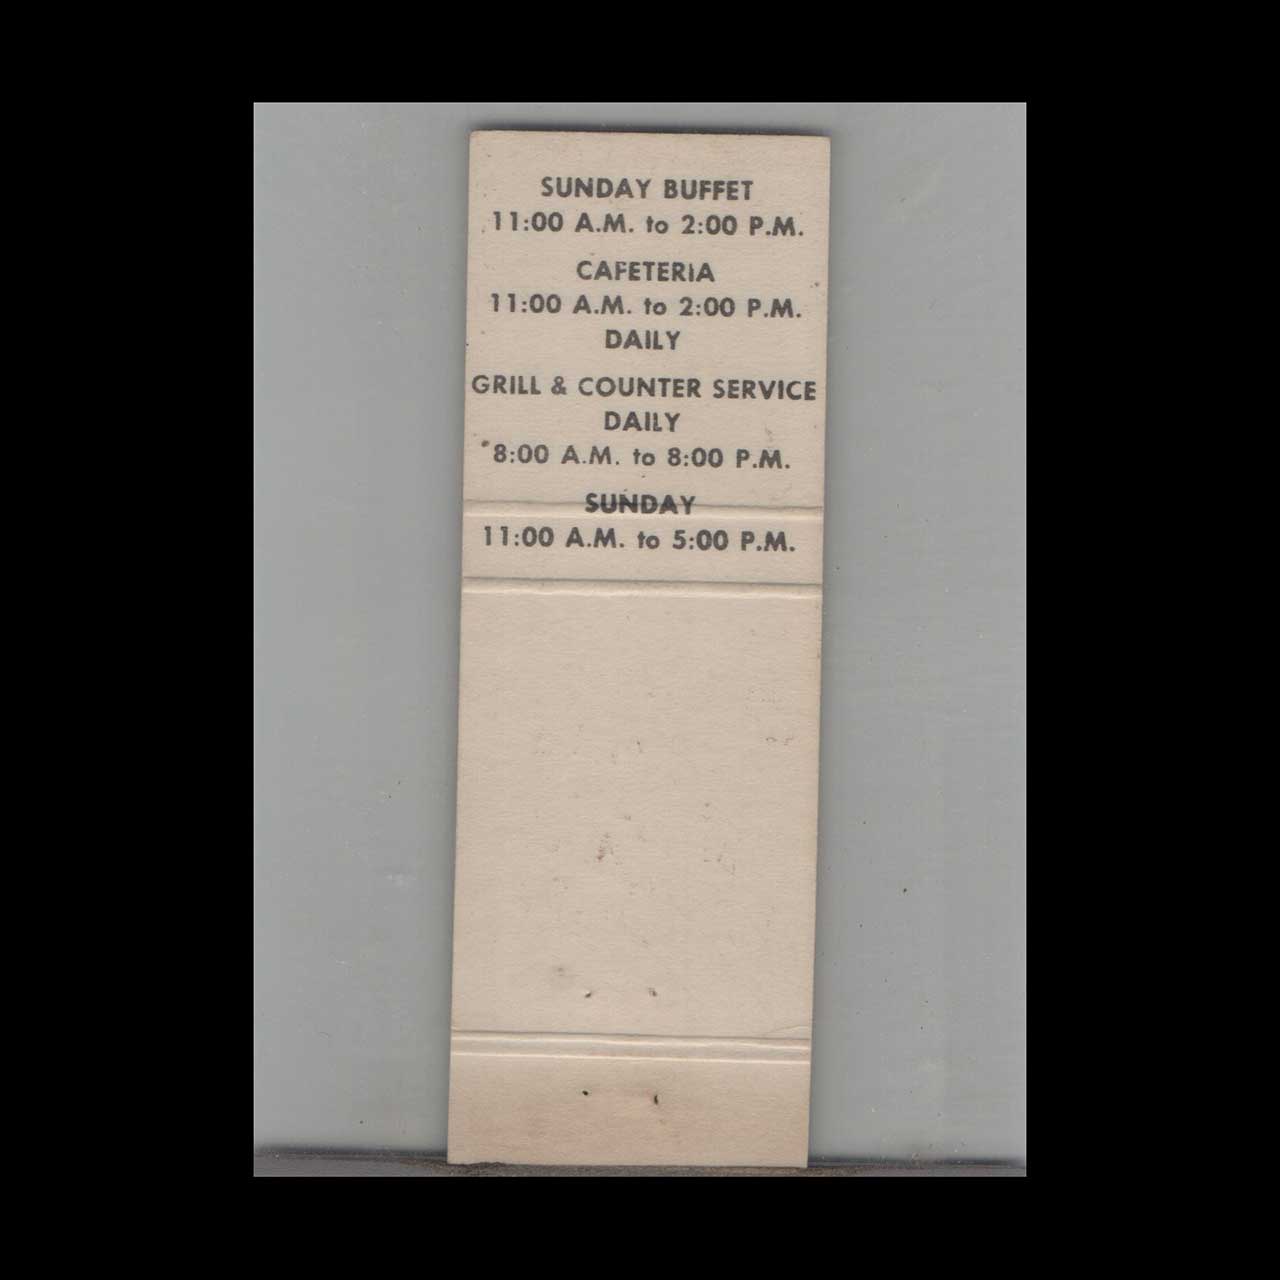 SUNDAY BUFFET
11:00 A.M. to 2:00 P.M.
CAFETERIA
11:00 A.M. to 2:00 P.M.
DAILY
GRILL & COUNTER SERVICE
DAILY
8:00 A.M. to 8:00 P.M.
SUNDAY
11:00 A.M. to 5:00 P.M.